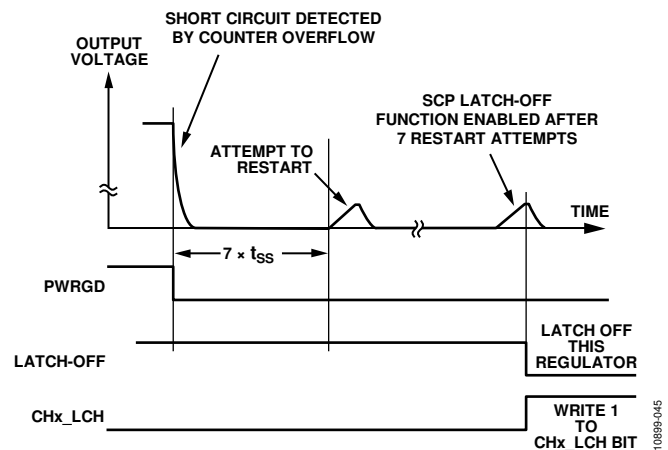 SHORT CIRCUIT DETECTED
BY COUNTER OVERFLOW
OUTPUT
VOLTAGE
SCP LATCH-OFF
FUNCTION ENABLED AFTER
7 RESTART ATTEMPTS
ATTEMPT TO
RESTART
TIME
7 × tSS
PWRGD
LATCH-OFF
LATCH OFF
THIS
REGULATOR
CHx_LCH
WRITE 1
TO
CHx_LCH BIT
10899-045